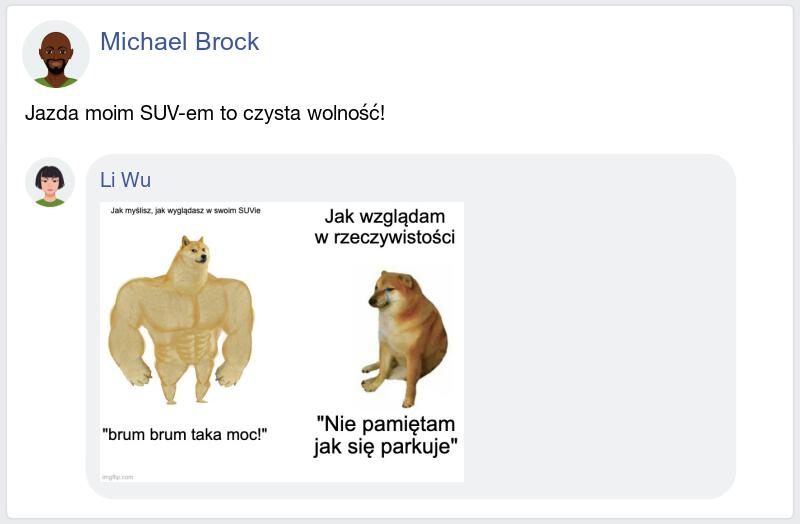 Michael Brock
Jazda moim SUV-em to czysta wolność!
Li Wu
Jak myślisz, jak wyglądasz w swoim SUVie
"brum brum taka moc!"
Jak wzglądam
w rzeczywistości
"Nie pamiętam
jak się parkuje"
imgflip.com